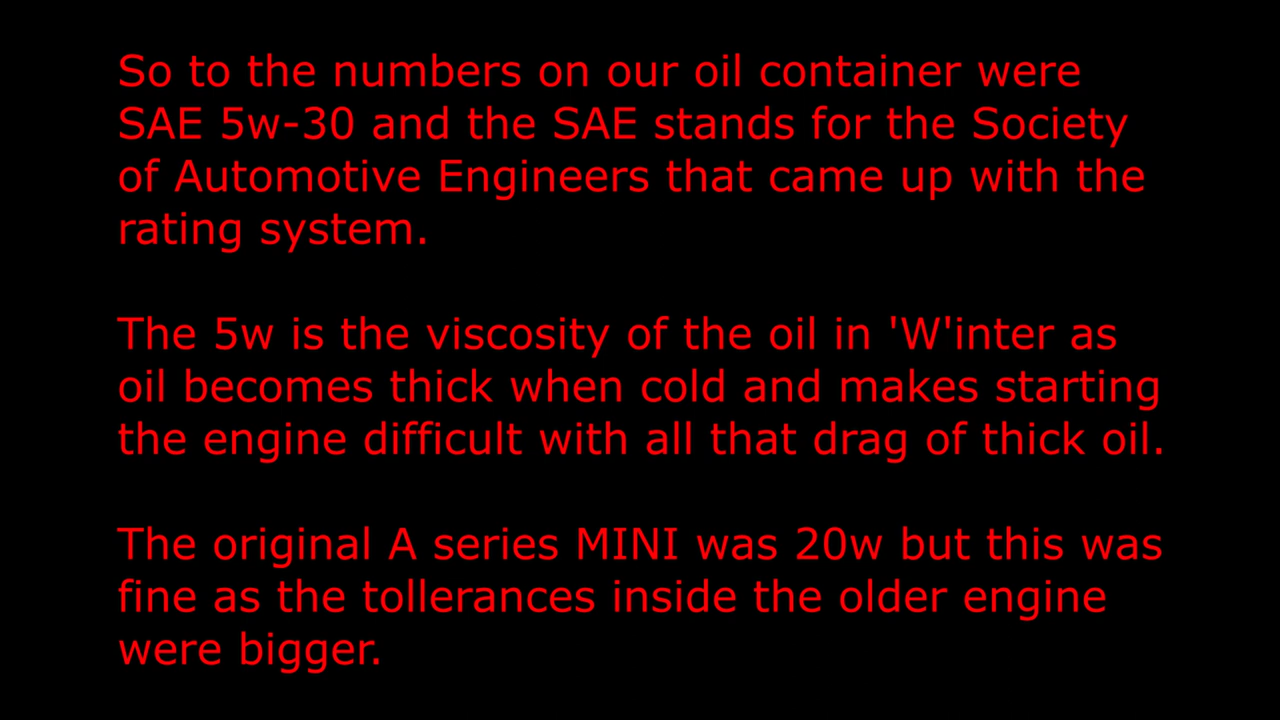 So to the numbers on our oil container were
SAE 5w-30 and the SAE stands for the Society
of Automotive Engineers that came up with the
rating system.
The 5w is the viscosity of the oil in 'W'inter as
oil becomes thick when cold and makes starting
the engine difficult with all that drag of thick oil.
The original A series MINI was 20w but this was
fine as the tollerances inside the older engine
were bigger.